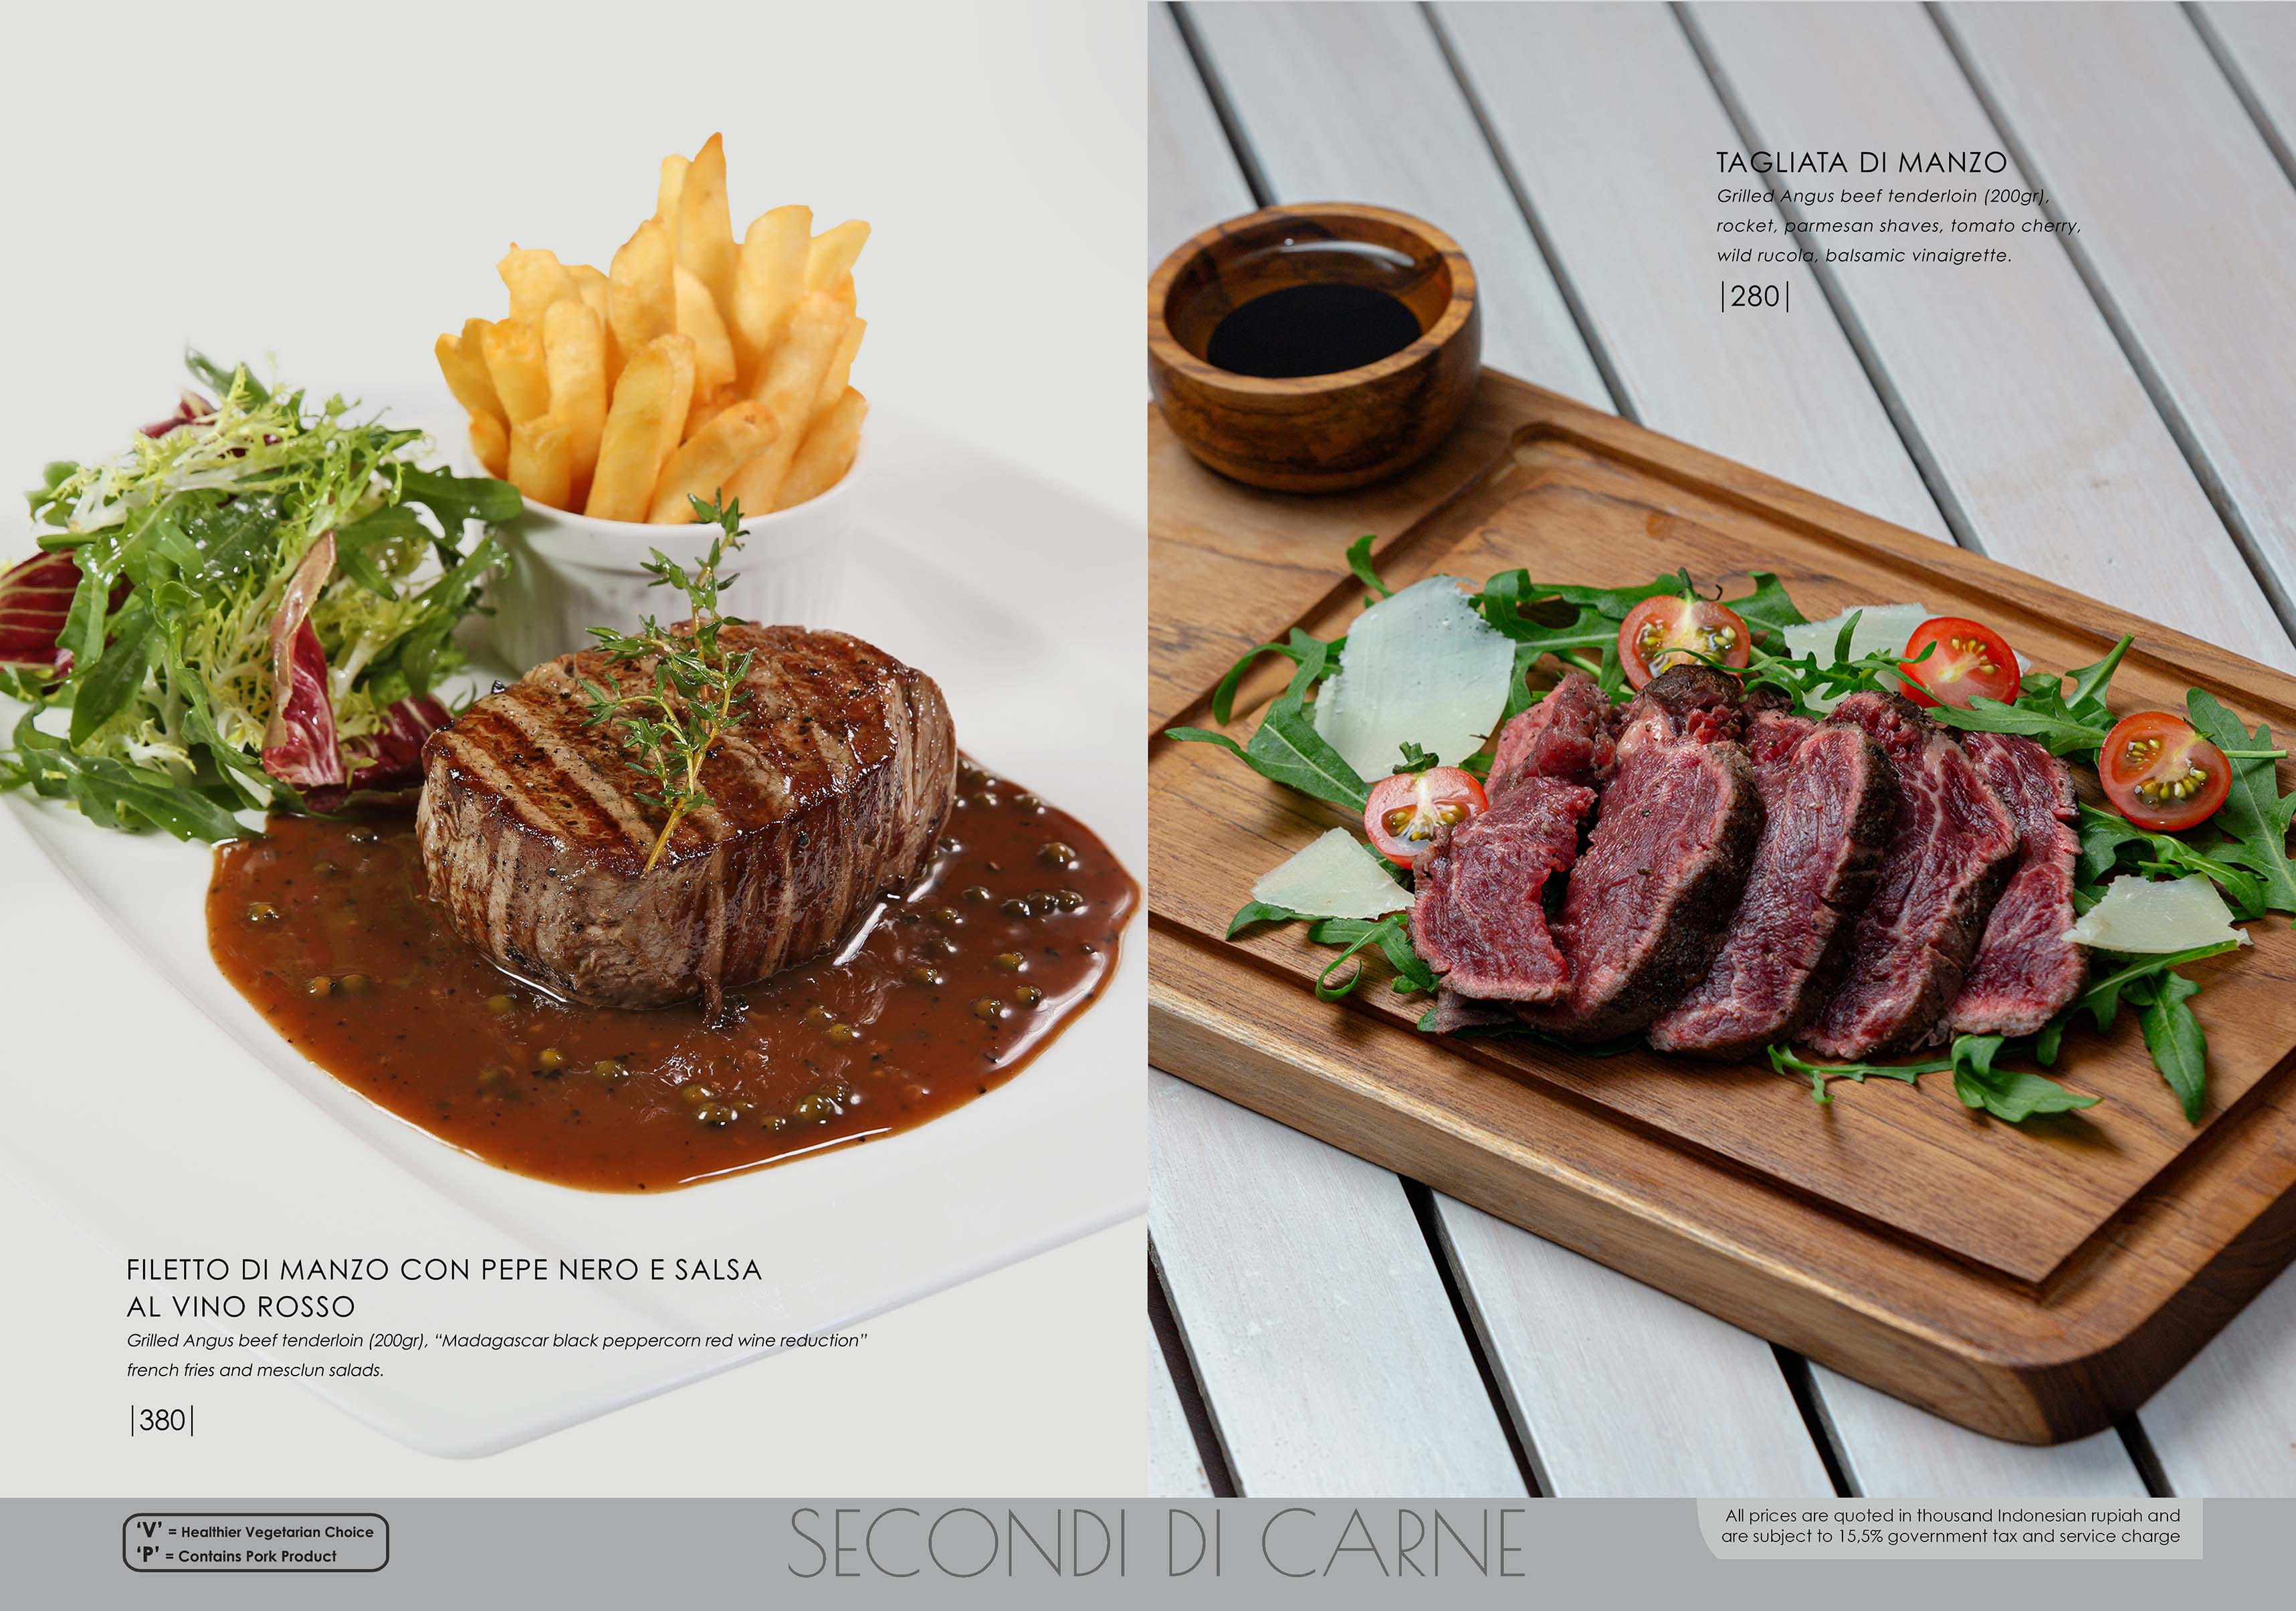 TAGLIATA DI MANZO
Grilled Angus beef tenderloin (200gr),
rocket, parmesan shaves, tomato cherry,
wild rucola, balsamic vinaigrette.
|280|
FILETTO DI MANZO CON PEPE NERO E SALSA
AL VINO ROSSO
Grilled Angus beef tenderloin (200gr), “Madagascar black peppercorn red wine reduction”
french fries and mesclun salads.
|380|
‘V’ = Healthier Vegetarian Choice
‘P’ = Contains Pork Product
SECONDI DI CARNE
All prices are quoted in thousand Indonesian rupiah and
are subject to 15,5% government tax and service charge